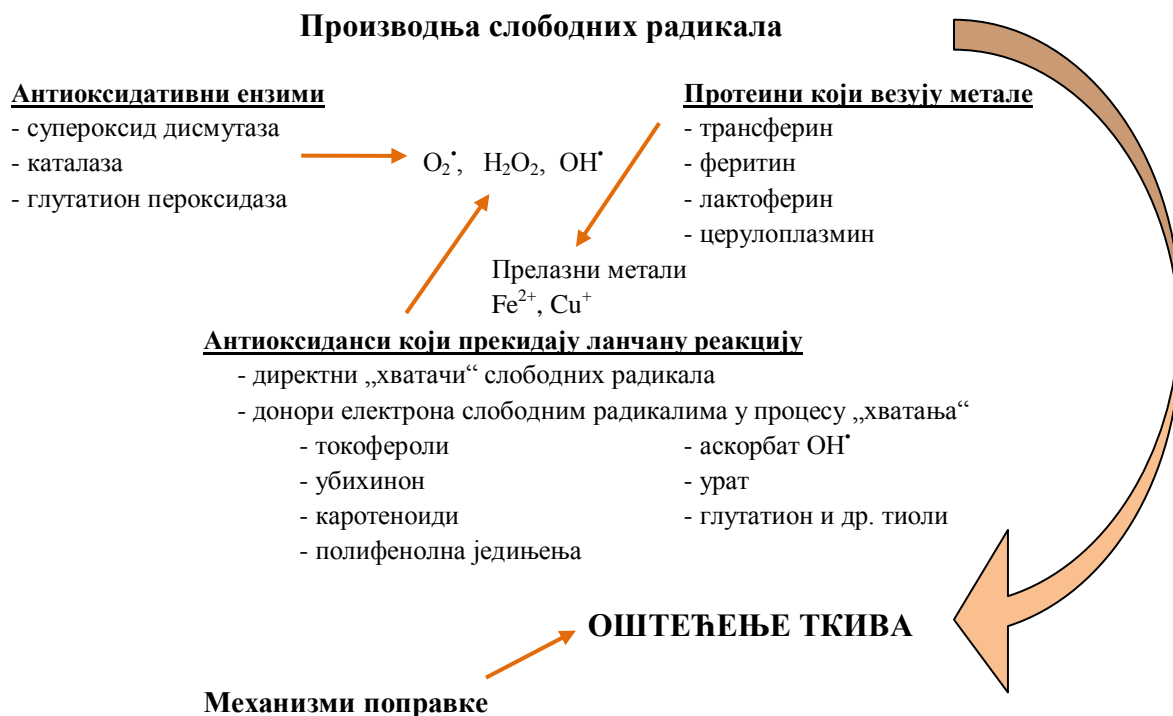 Производња слободних радикала
Антиоксидативни ензими
- супероксид дисмутаза
- каталаза
- глутатион пероксидаза
O₂•, H₂O₂, OH•
Протеини који везују метале
- трансферин
- феритин
- лактоферин
- церулоплазмин
Прелазни метали
Fe²⁺, Cu⁺
Антиоксиданси који прекидају ланчану реакцију
- директни „хватачи“ слободних радикала
- донори електрона слободним радикалима у процесу „хватања“
- токофероли
- убихинон
- каротеноиди
- полифенолна једињења
- аскорбат OH•
- урат
- глутатион и др. тиоли
ОШТЕЋЕЊЕ ТКИВА
Механизми поправке